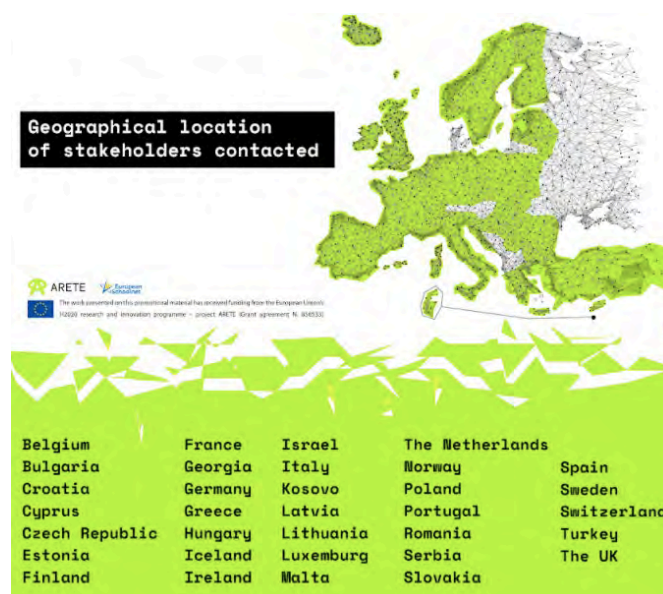 Geographical location
of stakeholders contacted
ARETE
European
Schoolnet
The work presented on this promotional material has received funding from the European Union's
H2020 research and innovation programme – project ARETE (Grant agreement N. 856533)
Belgium
Bulgaria
Croatia
Cyprus
Czech Republic
Estonia
Finland
France
Georgia
Germany
Greece
Hungary
Iceland
Ireland
Israel
Italy
Kosovo
Latvia
Lithuania
Luxemburg
Malta
The Netherlands
Norway
Poland
Portugal
Romania
Serbia
Slovakia
Spain
Sweden
Switzerland
Turkey
The UK